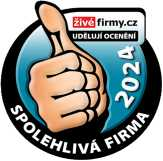 živéfirmy.cz
UDĚLUJÍ OCENĚNÍ
SPOLEHLIVÁ FIRMA
2024